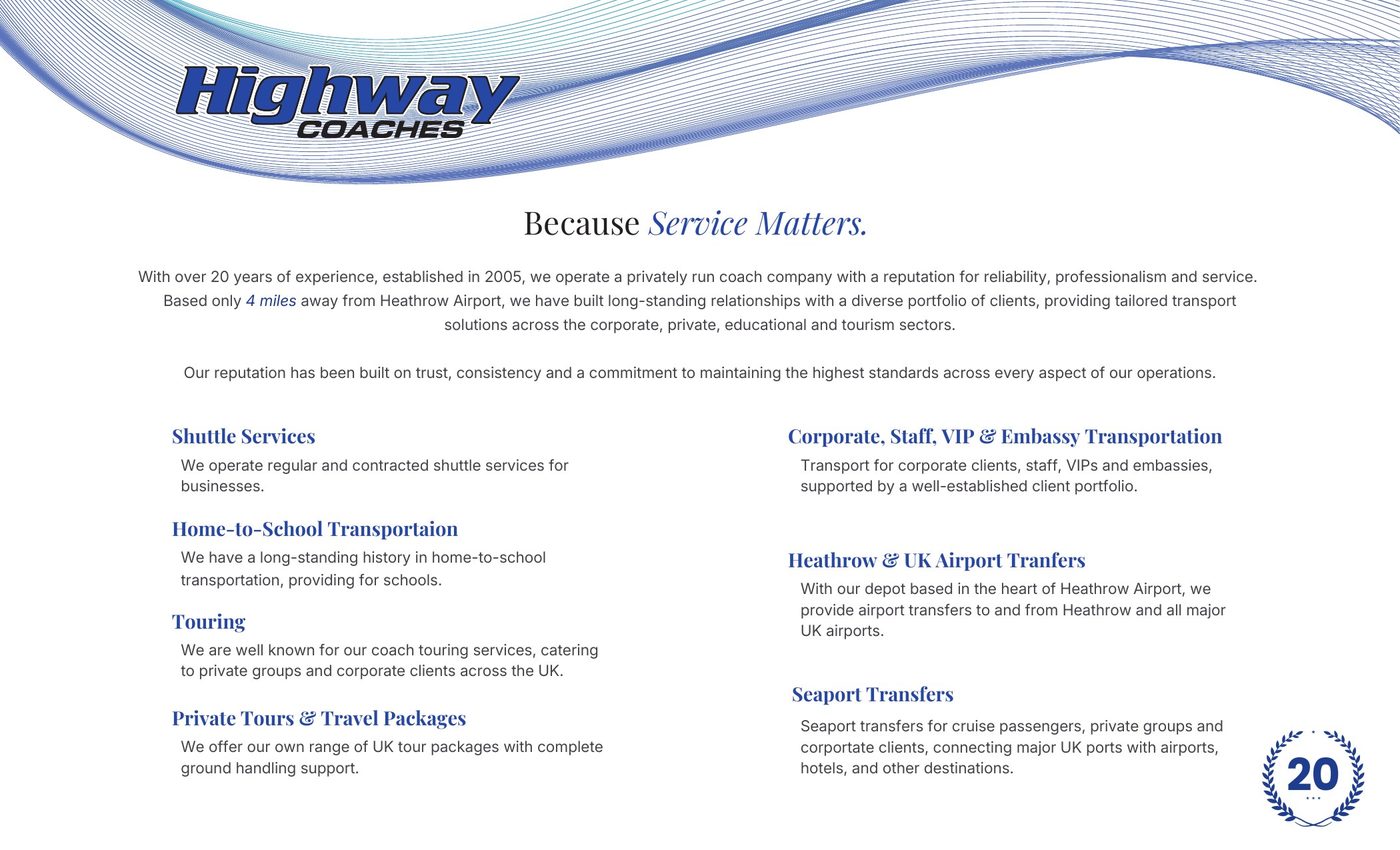 Highway
COACHES
Because Service Matters.
With over 20 years of experience, established in 2005, we operate a privately run coach company with a reputation for reliability, professionalism and service.
Based only 4 miles away from Heathrow Airport, we have built long-standing relationships with a diverse portfolio of clients, providing tailored transport
solutions across the corporate, private, educational and tourism sectors.
Our reputation has been built on trust, consistency and a commitment to maintaining the highest standards across every aspect of our operations.
Shuttle Services
We operate regular and contracted shuttle services for
businesses.
Home-to-School Transportaion
We have a long-standing history in home-to-school
transportation, providing for schools.
Touring
We are well known for our coach touring services, catering
to private groups and corporate clients across the UK.
Private Tours & Travel Packages
We offer our own range of UK tour packages with complete
ground handling support.
Corporate, Staff, VIP & Embassy Transportation
Transport for corporate clients, staff, VIPs and embassies,
supported by a well-established client portfolio.
Heathrow & UK Airport Tranfers
With our depot based in the heart of Heathrow Airport, we
provide airport transfers to and from Heathrow and all major
UK airports.
Seaport Transfers
Seaport transfers for cruise passengers, private groups and
corportate clients, connecting major UK ports with airports,
hotels, and other destinations.
20